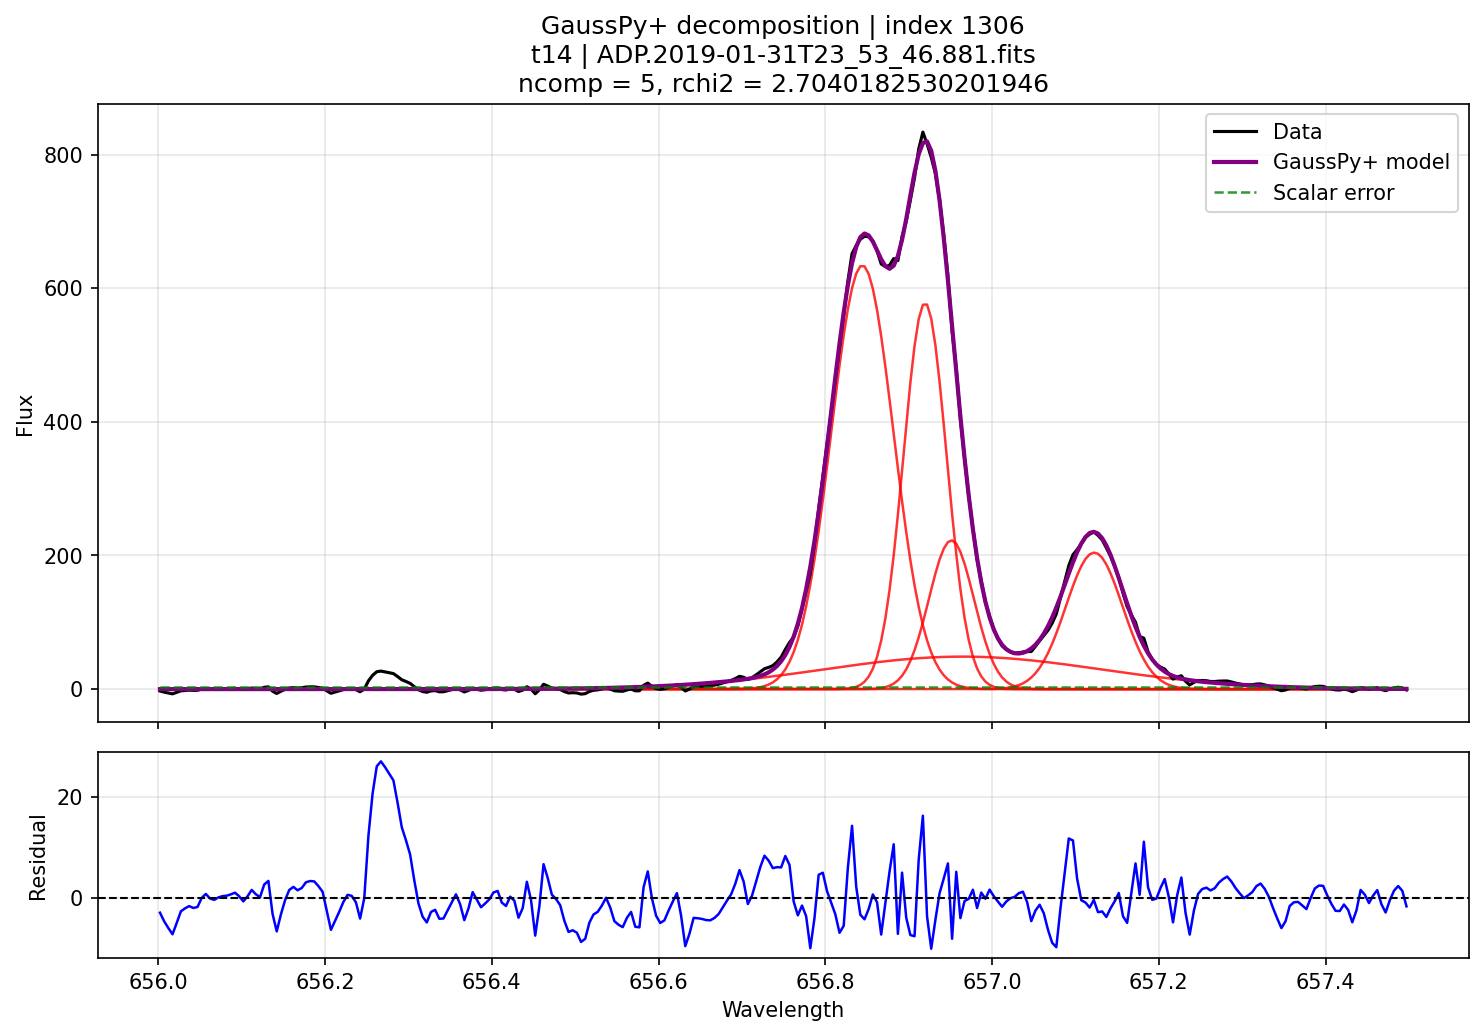 GaussPy+ decomposition | index 1306
t14 | ADP.2019-01-31T23_53_46.881.fits
ncomp = 5, rchi2 = 2.7040182530201946
Data
GaussPy+ model
Scalar error
Flux
800
600
400
200
0
Residual
20
0
656.0 656.2 656.4 656.6 656.8 657.0 657.2 657.4
Wavelength